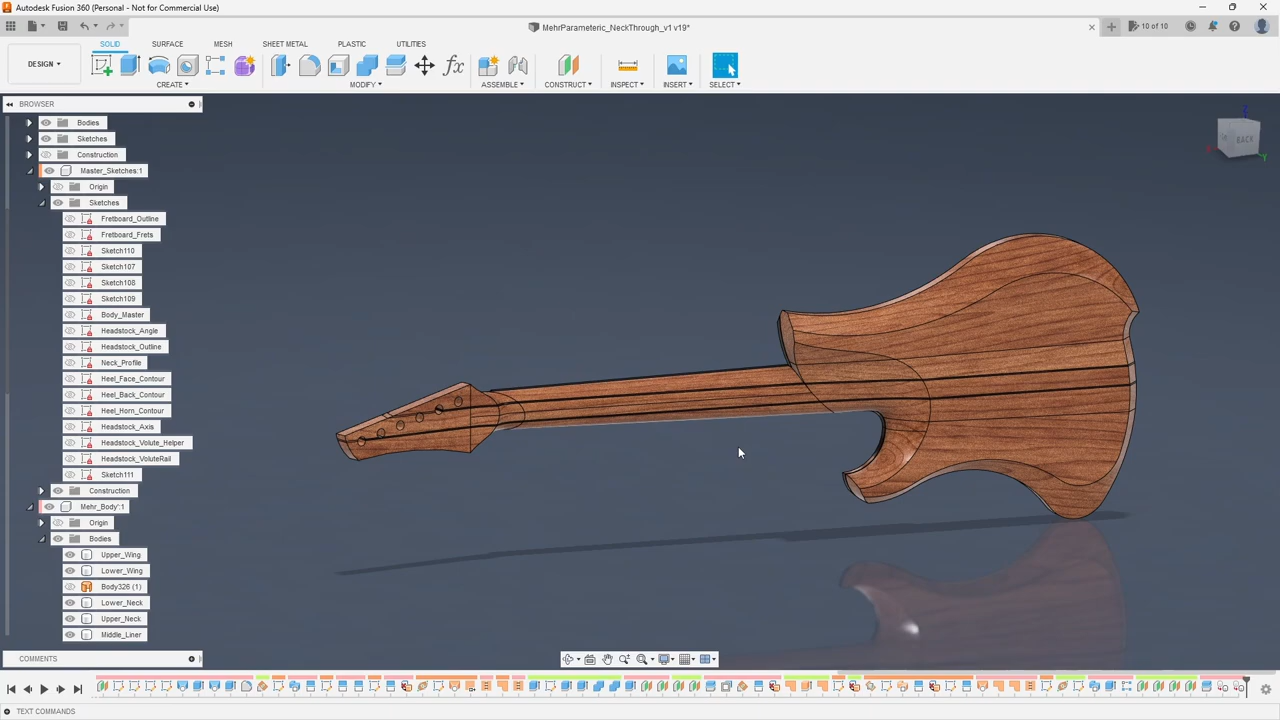 Autodesk Fusion 360 (Personal - Not for Commercial Use)
MehrParameteric_NeckThrough_v1 v19*
10 of 10
SOLID
SURFACE
MESH
SHEET METAL
PLASTIC
UTILITIES
DESIGN
CREATE
MODIFY
ASSEMBLE
CONSTRUCT
INSPECT
INSERT
SELECT
BROWSER
Bodies
Sketches
Construction
Master_Sketches:1
Origin
Sketches
Fretboard_Outline
Fretboard_Frets
Sketch110
Sketch107
Sketch108
Sketch109
Body_Master
Headstock_Angle
Headstock_Outline
Neck_Profile
Heel_Face_Contour
Heel_Back_Contour
Heel_Horn_Contour
Headstock_Axis
Headstock_Volute_Helper
Headstock_VoluteRail
Sketch111
Construction
Mehr_Body':1
Origin
Bodies
Upper_Wing
Lower_Wing
Body326 (1)
Lower_Neck
Upper_Neck
Middle_Liner
Z
BACK
X
Y
COMMENTS
TEXT COMMANDS